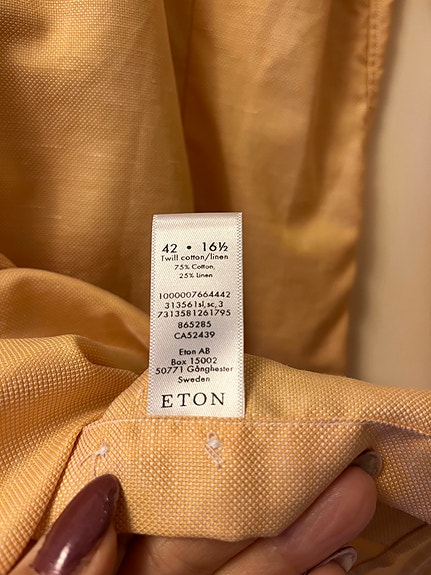 42 • 16½
Twill cotton/linen
75% Cotton,
25% Linen
1000007664442
313561sl,sc,3
7313581261795
865285
CA52439
Eton AB
Box 15002
50771 Gånghester
Sweden
ETON